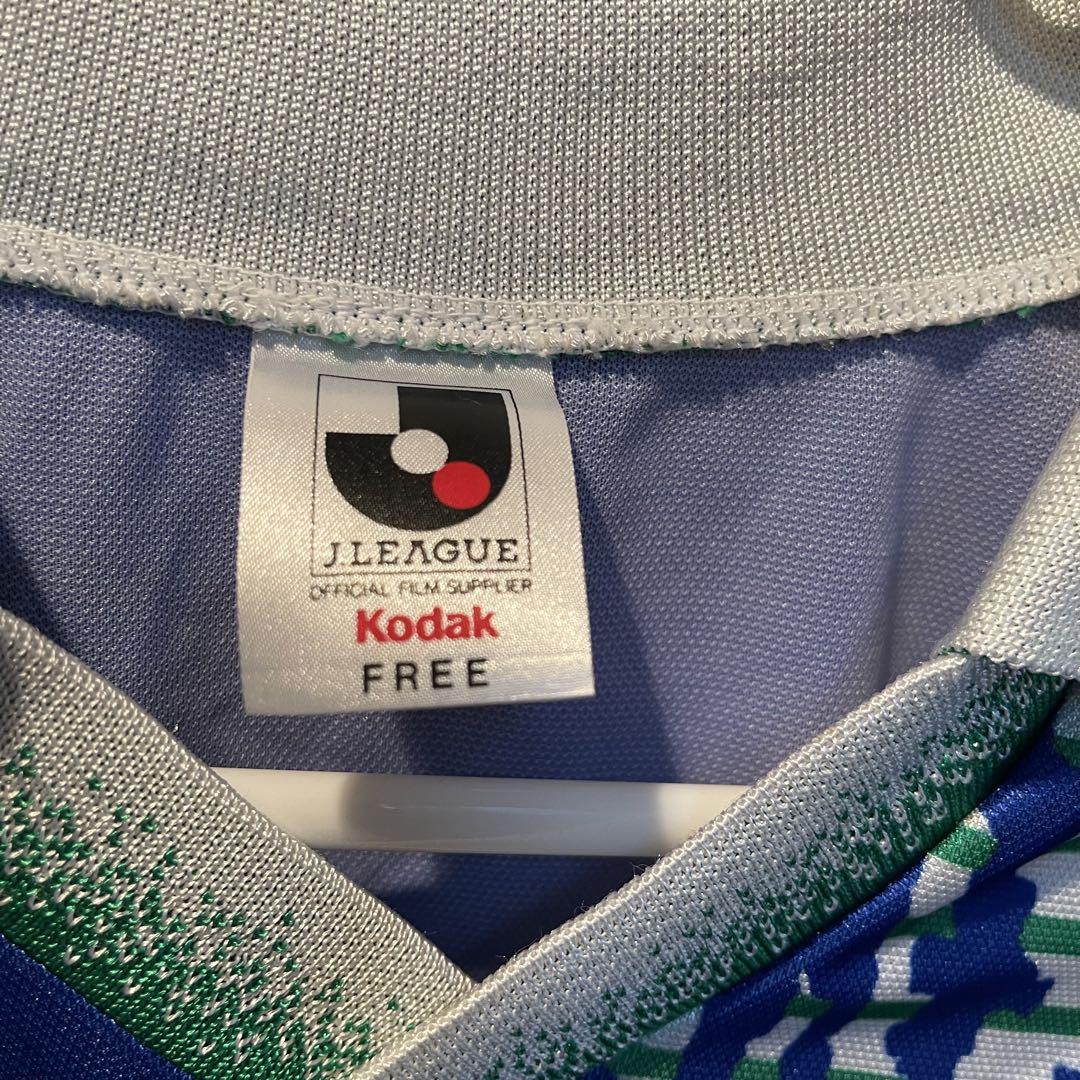 J.LEAGUE
OFFICIAL FILM SUPPLIER
Kodak
FREE